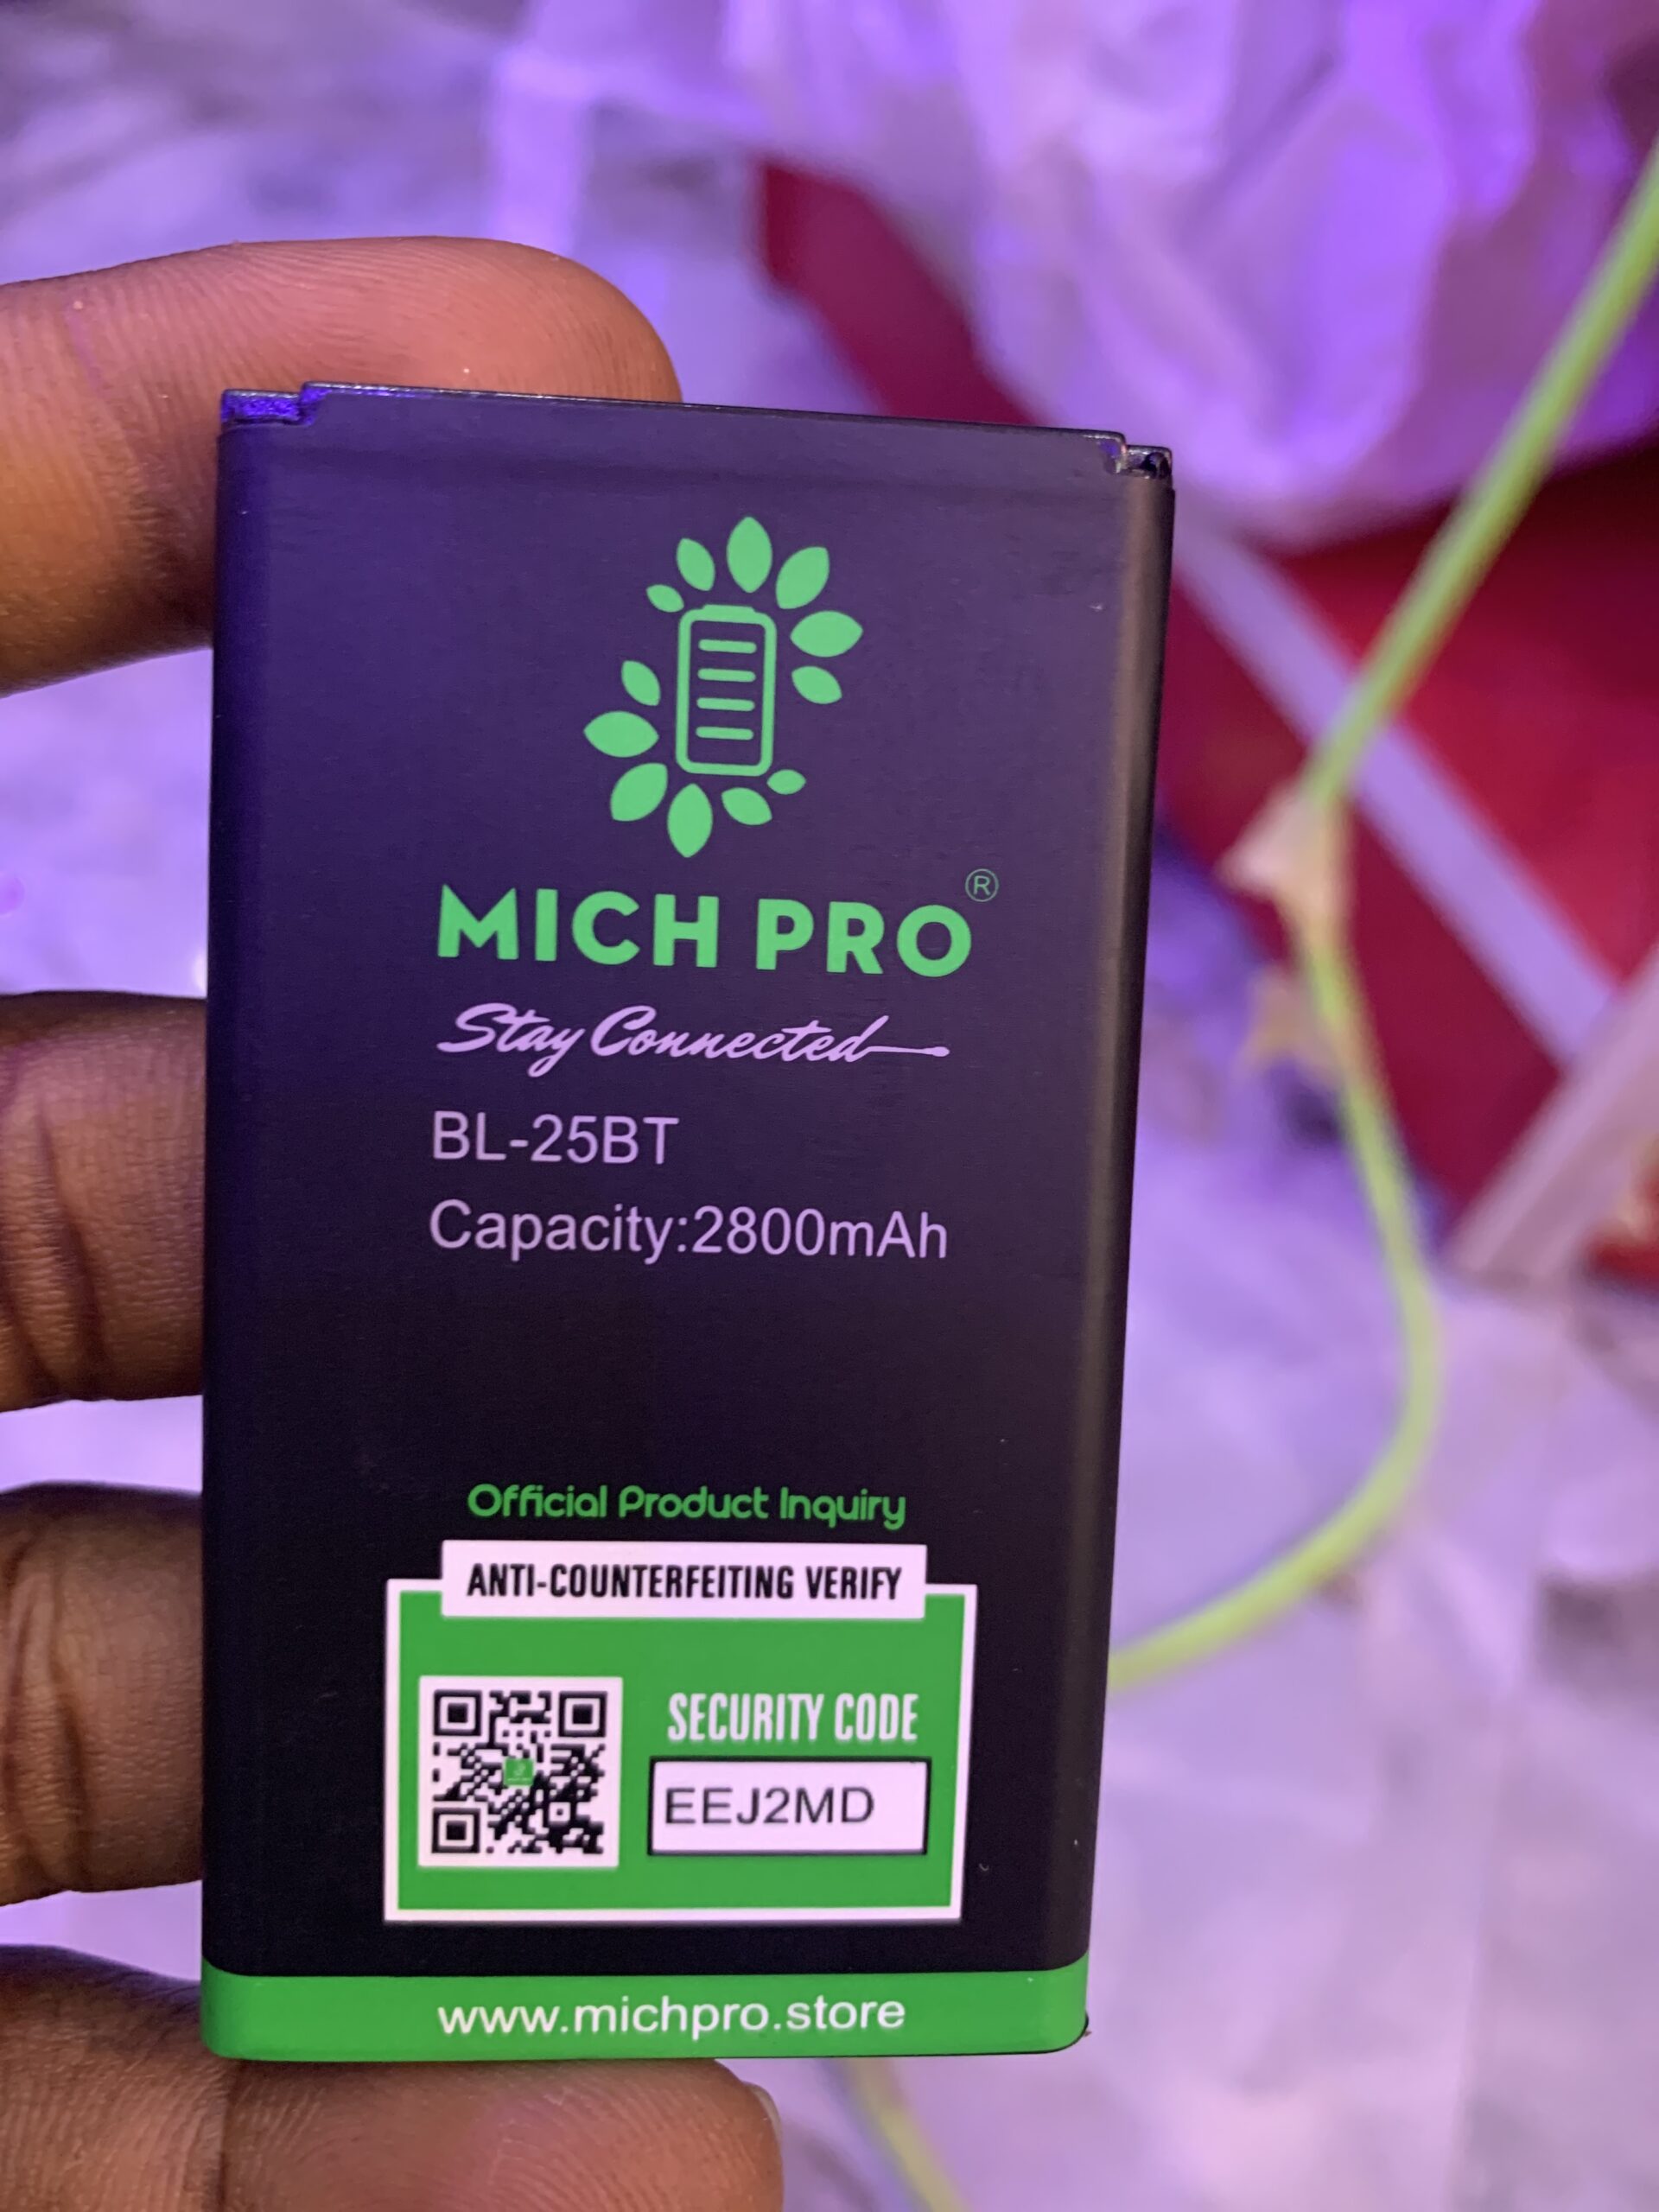 MICH PRO®
Stay Connected
BL-25BT
Capacity:2800mAh
Official Product Inquiry
ANTI-COUNTERFEITING VERIFY
SECURITY CODE
EEJ2MD
www.michpro.store